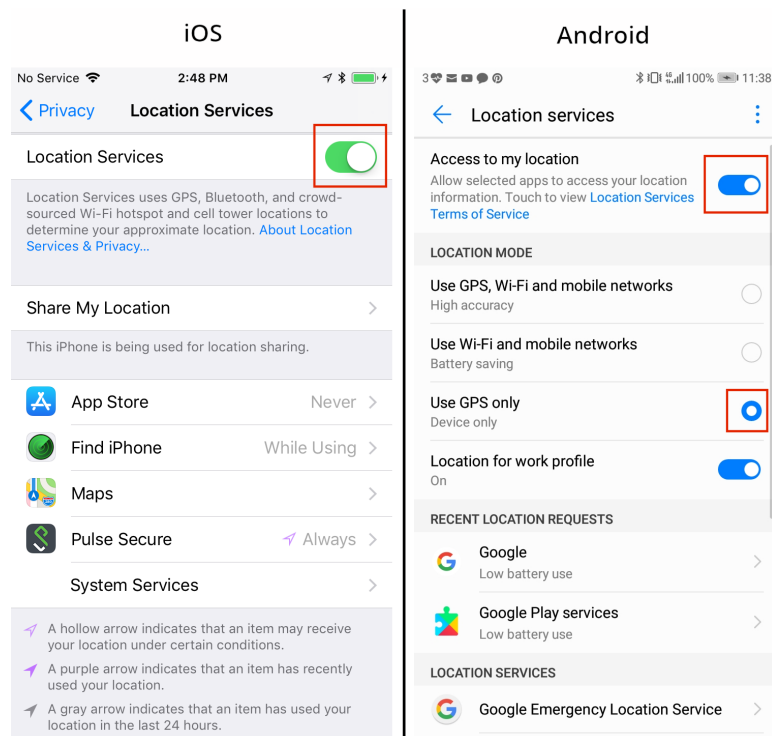 iOS
No Service
2:48 PM
Privacy
Location Services
Location Services
Location Services uses GPS, Bluetooth, and crowd-
sourced Wi-Fi hotspot and cell tower locations to
determine your approximate location. About Location
Services & Privacy...
Share My Location
This iPhone is being used for location sharing.
App Store Never
Find iPhone While Using
Maps
Pulse Secure Always
System Services
A hollow arrow indicates that an item may receive
your location under certain conditions.
A purple arrow indicates that an item has recently
used your location.
A gray arrow indicates that an item has used your
location in the last 24 hours.
Android
3 100% 11:38
Location services
Access to my location
Allow selected apps to access your location
information. Touch to view Location Services
Terms of Service
LOCATION MODE
Use GPS, Wi-Fi and mobile networks
High accuracy
Use Wi-Fi and mobile networks
Battery saving
Use GPS only
Device only
Location for work profile
On
RECENT LOCATION REQUESTS
Google
Low battery use
Google Play services
Low battery use
LOCATION SERVICES
Google Emergency Location Service